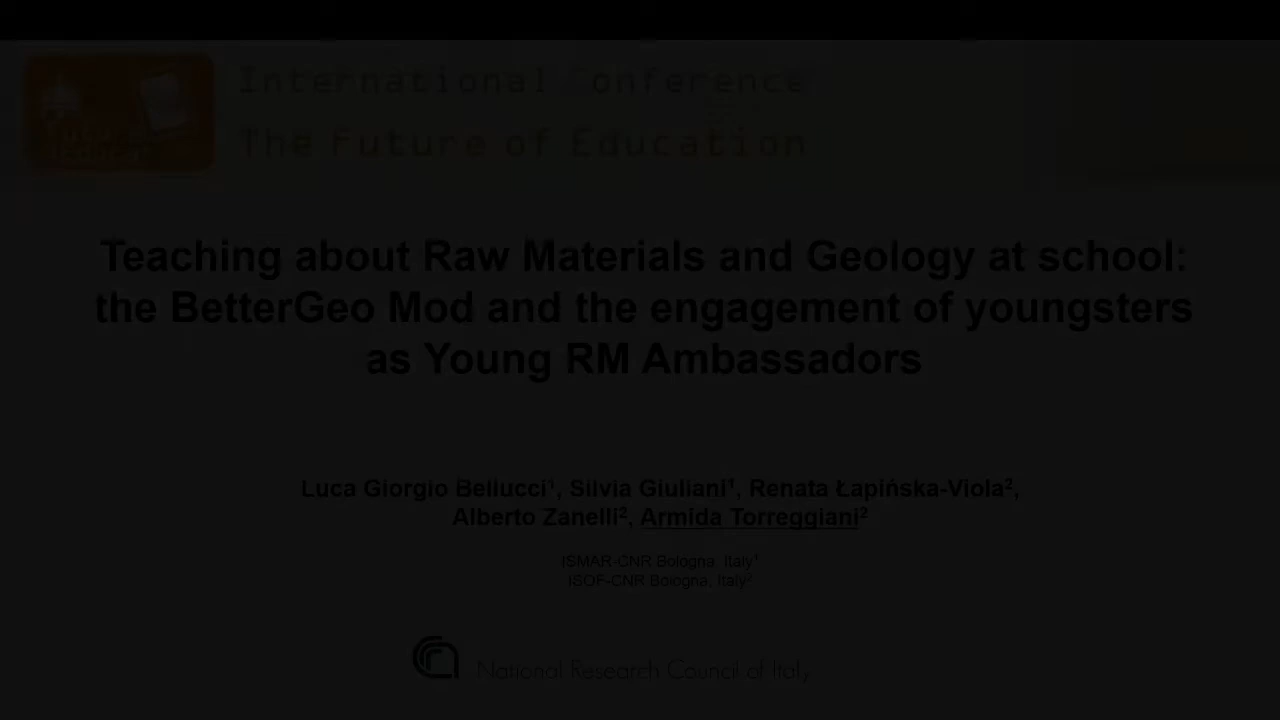 International Conference
The Future of Education
Teaching about Raw Materials and Geology at school:
the BetterGeo Mod and the engagement of youngsters
as Young RM Ambassadors
Luca Giorgio Bellucci¹, Silvia Giuliani¹, Renata Łapińska-Viola²,
Alberto Zanelli², Armida Torreggiani²
ISMAR-CNR Bologna, Italy¹
ISOF-CNR Bologna, Italy²
National Research Council of Italy